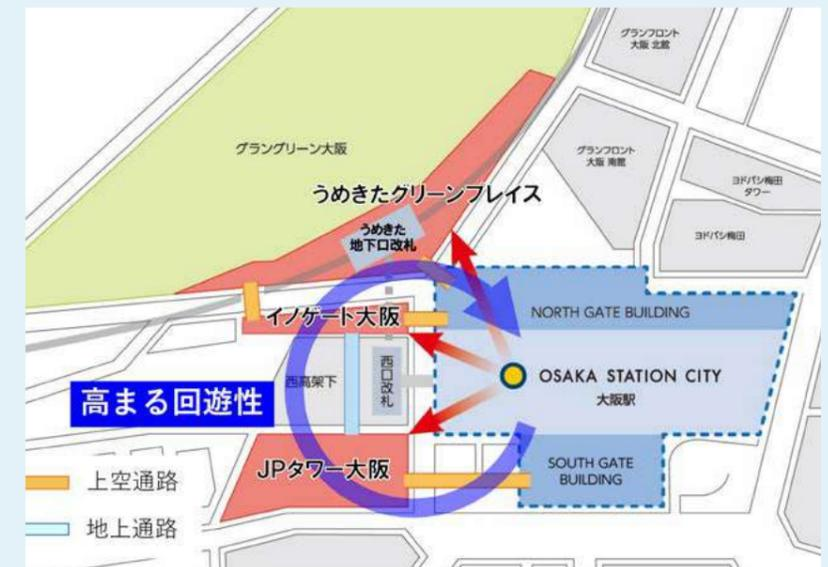 グランフロント
大阪 北館
グラングリーン大阪
グランフロント
大阪 南館
ヨドバシ梅田
タワー
うめきたグリーンプレイス
うめきた
地下口改札
ヨドバシ梅田
イノゲート大阪
NORTH GATE BUILDING
西口改札
西高架下
OSAKA STATION CITY
大阪駅
高まる回遊性
JPタワー大阪
SOUTH GATE
BUILDING
上空通路
地上通路